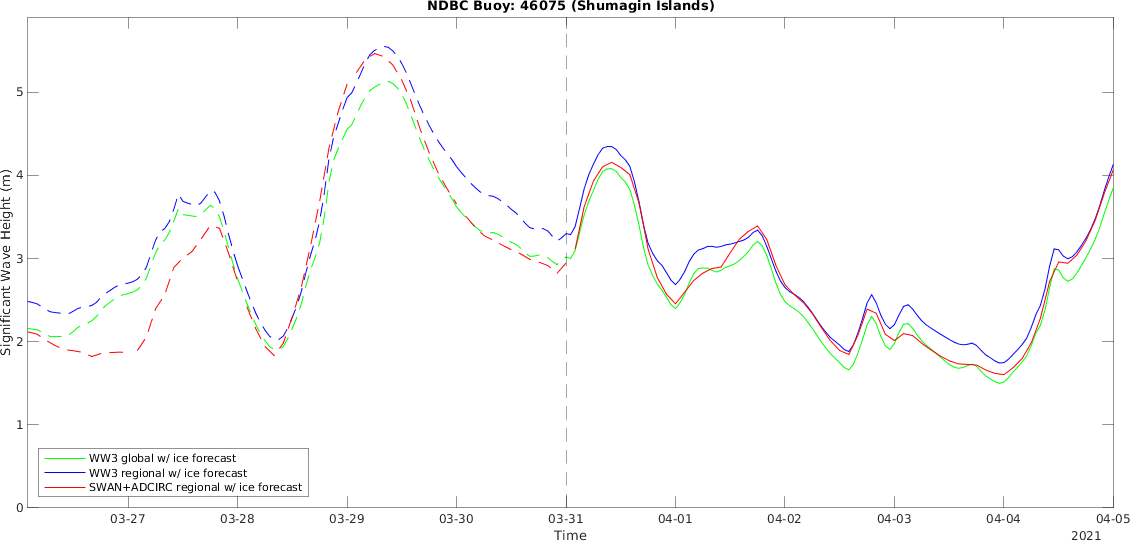 NDBC Buoy: 46075 (Shumagin Islands)
5
4
3
2
1
0
Significant Wave Height (m)
WW3 global w/ ice forecast
WW3 regional w/ ice forecast
SWAN+ADCIRC regional w/ ice forecast
03-27 03-28 03-29 03-30 03-31 04-01 04-02 04-03 04-04 04-05
Time
2021